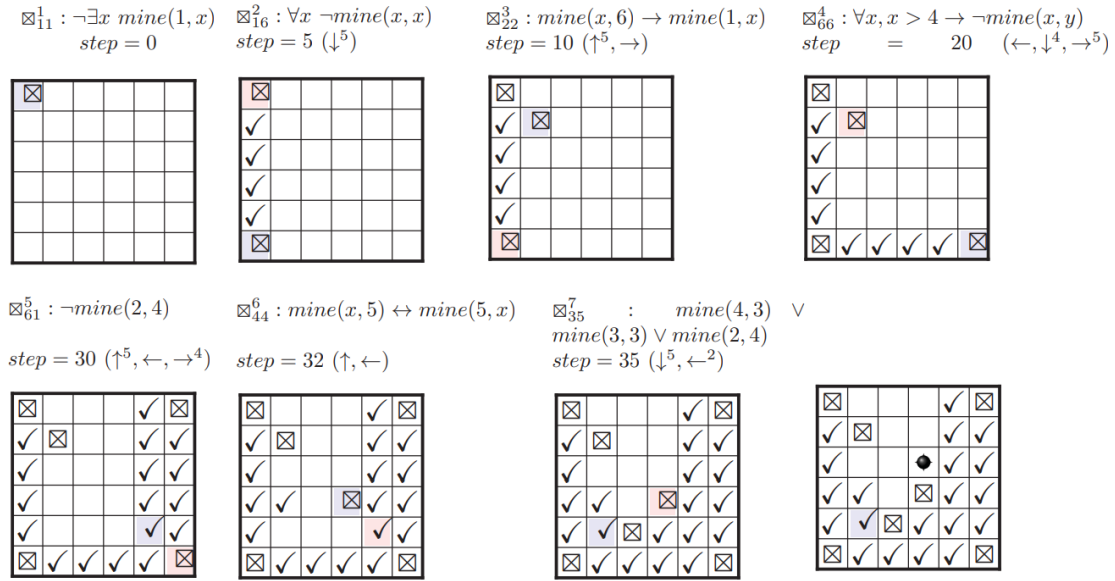 ⊠¹₁₁ : ¬∃x mine(1, x)
step = 0
⊠²₁₆ : ∀x ¬mine(x, x)
step = 5 (↓⁵)
⊠³₂₂ : mine(x, 6) → mine(1, x)
step = 10 (↑⁵, →)
⊠⁴₆₆ : ∀x, x > 4 → ¬mine(x, y)
step = 20 (←, ↓⁴, →⁵)
⊠⁵₆₁ : ¬mine(2, 4)
step = 30 (↑⁵, ←, →⁴)
⊠⁶₄₄ : mine(x, 5) ↔ mine(5, x)
step = 32 (↑, ←)
⊠⁷₃₅ : mine(4, 3) ∨
mine(3, 3) ∨ mine(2, 4)
step = 35 (↓⁵, ←²)